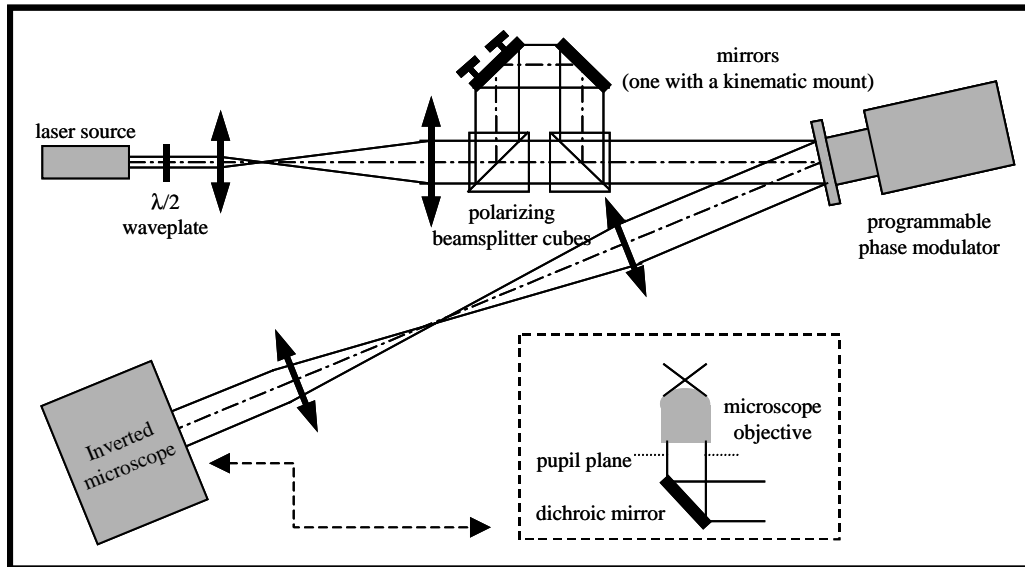 laser source
λ/2
waveplate
mirrors
(one with a kinematic mount)
polarizing
beamsplitter cubes
programmable
phase modulator
Inverted
microscope
microscope
objective
pupil plane
dichroic mirror